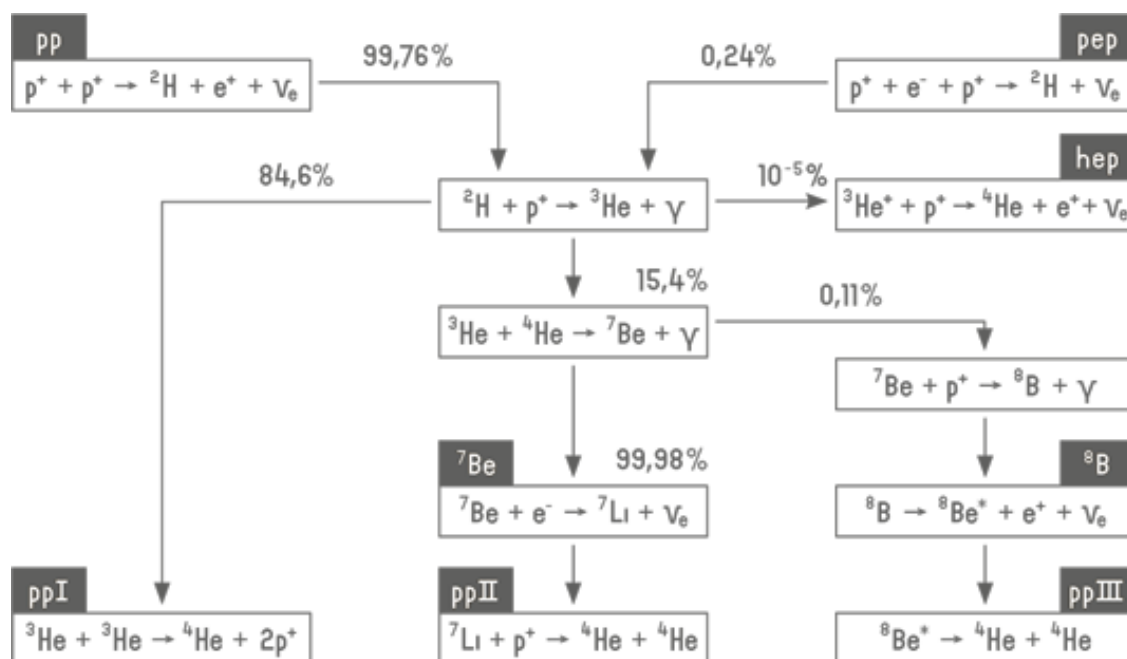 pp
pep
99,76%
0,24%
p⁺ + p⁺ → ²H + e⁺ + νₑ
p⁺ + e⁻ + p⁺ → ²H + νₑ
hep
84,6%
10⁻⁵%
²H + p⁺ → ³He + γ
³He⁺ + p⁺ → ⁴He + e⁺ + νₑ
15,4%
0,11%
³He + ⁴He → ⁷Be + γ
⁷Be + p⁺ → ⁸B + γ
⁷Be
99,98%
⁸B
⁷Be + e⁻ → ⁷Li + νₑ
⁸B → ⁸Be* + e⁺ + νₑ
ppI
ppII
ppIII
³He + ³He → ⁴He + 2p⁺
⁷Li + p⁺ → ⁴He + ⁴He
⁸Be* → ⁴He + ⁴He